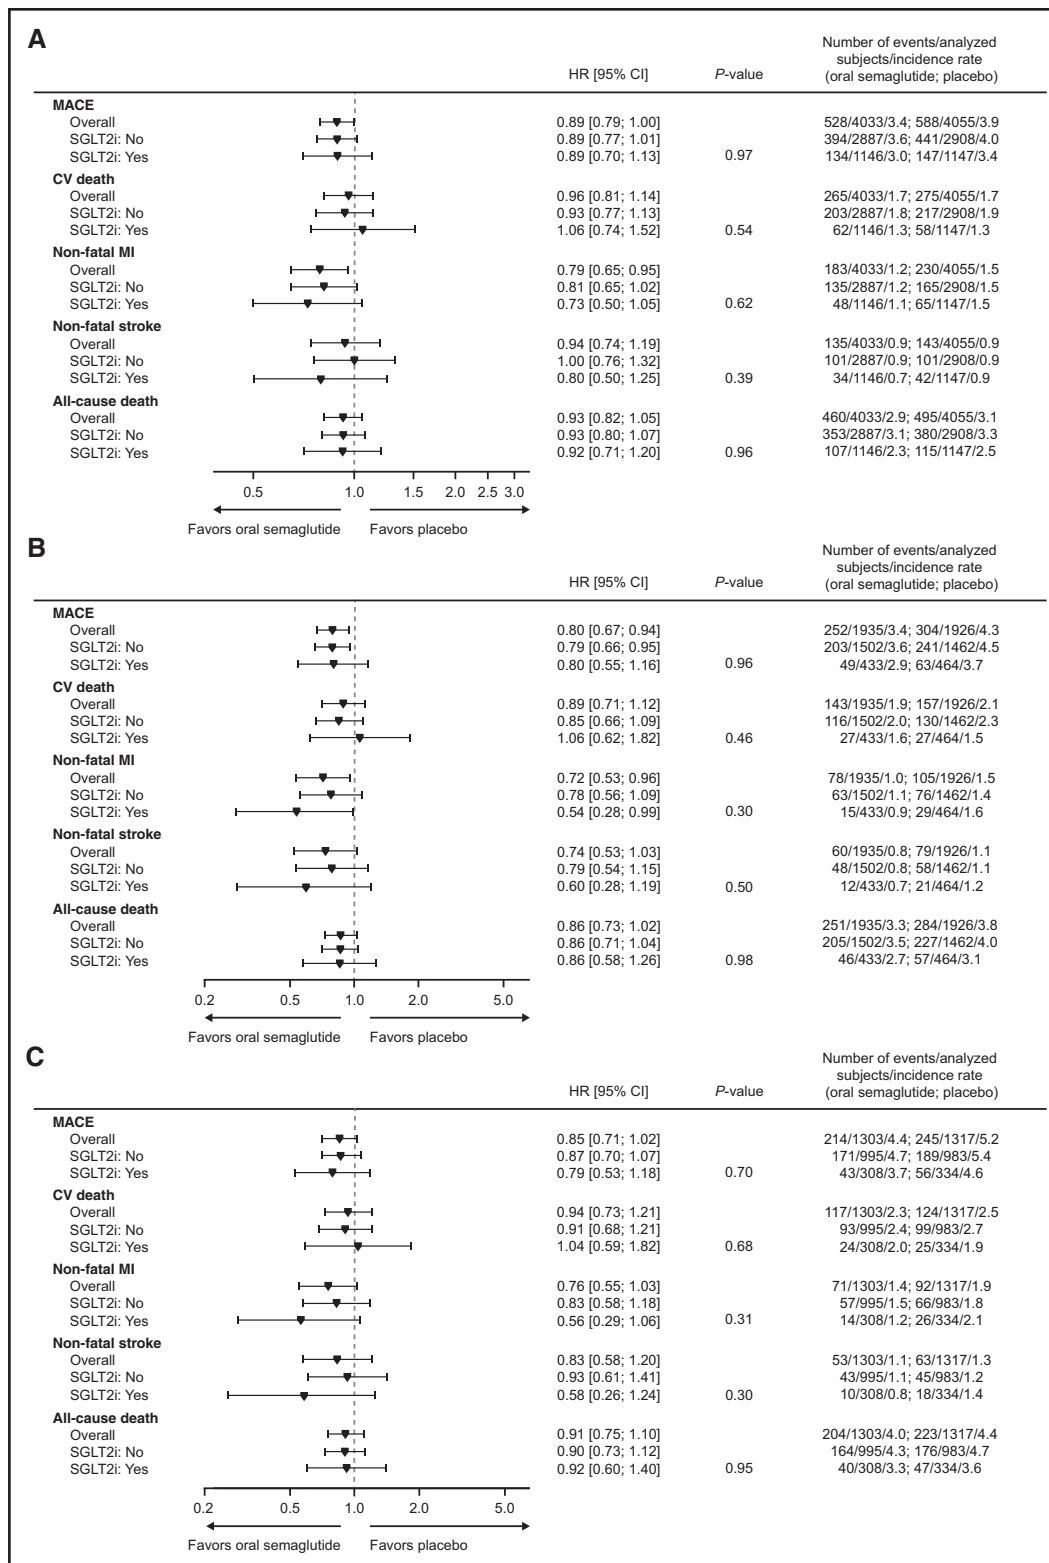 A
HR [95% CI] P-value Number of events/analyzed
subjects/incidence rate
(oral semaglutide; placebo)
MACE
Overall 0.89 [0.79; 1.00] 528/4033/3.4; 588/4055/3.9
SGLT2i: No 0.89 [0.77; 1.01] 394/2887/3.6; 441/2908/4.0
SGLT2i: Yes 0.89 [0.70; 1.13] 0.97 134/1146/3.0; 147/1147/3.4
CV death
Overall 0.96 [0.81; 1.14] 265/4033/1.7; 275/4055/1.7
SGLT2i: No 0.93 [0.77; 1.13] 203/2887/1.8; 217/2908/1.9
SGLT2i: Yes 1.06 [0.74; 1.52] 0.54 62/1146/1.3; 58/1147/1.3
Non-fatal MI
Overall 0.79 [0.65; 0.95] 183/4033/1.2; 230/4055/1.5
SGLT2i: No 0.81 [0.65; 1.02] 135/2887/1.2; 165/2908/1.5
SGLT2i: Yes 0.73 [0.50; 1.05] 0.62 48/1146/1.1; 65/1147/1.5
Non-fatal stroke
Overall 0.94 [0.74; 1.19] 135/4033/0.9; 143/4055/0.9
SGLT2i: No 1.00 [0.76; 1.32] 101/2887/0.9; 101/2908/0.9
SGLT2i: Yes 0.80 [0.50; 1.25] 0.39 34/1146/0.7; 42/1147/0.9
All-cause death
Overall 0.93 [0.82; 1.05] 460/4033/2.9; 495/4055/3.1
SGLT2i: No 0.93 [0.80; 1.07] 353/2887/3.1; 380/2908/3.3
SGLT2i: Yes 0.92 [0.71; 1.20] 0.96 107/1146/2.3; 115/1147/2.5
0.5 1.0 1.5 2.0 2.5 3.0
Favors oral semaglutide Favors placebo
B
HR [95% CI] P-value Number of events/analyzed
subjects/incidence rate
(oral semaglutide; placebo)
MACE
Overall 0.80 [0.67; 0.94] 252/1935/3.4; 304/1926/4.3
SGLT2i: No 0.79 [0.66; 0.95] 203/1502/3.6; 241/1462/4.5
SGLT2i: Yes 0.80 [0.55; 1.16] 0.96 49/433/2.9; 63/464/3.7
CV death
Overall 0.89 [0.71; 1.12] 143/1935/1.9; 157/1926/2.1
SGLT2i: No 0.85 [0.66; 1.09] 116/1502/2.0; 130/1462/2.3
SGLT2i: Yes 1.06 [0.62; 1.82] 0.46 27/433/1.6; 27/464/1.5
Non-fatal MI
Overall 0.72 [0.53; 0.96] 78/1935/1.0; 105/1926/1.5
SGLT2i: No 0.78 [0.56; 1.09] 63/1502/1.1; 76/1462/1.4
SGLT2i: Yes 0.54 [0.28; 0.99] 0.30 15/433/0.9; 29/464/1.6
Non-fatal stroke
Overall 0.74 [0.53; 1.03] 60/1935/0.8; 79/1926/1.1
SGLT2i: No 0.79 [0.54; 1.15] 48/1502/0.8; 58/1462/1.1
SGLT2i: Yes 0.60 [0.28; 1.19] 0.50 12/433/0.7; 21/464/1.2
All-cause death
Overall 0.86 [0.73; 1.02] 251/1935/3.3; 284/1926/3.8
SGLT2i: No 0.86 [0.71; 1.04] 205/1502/3.5; 227/1462/4.0
SGLT2i: Yes 0.86 [0.58; 1.26] 0.98 46/433/2.7; 57/464/3.1
0.2 0.5 1.0 2.0 5.0
Favors oral semaglutide Favors placebo
C
HR [95% CI] P-value Number of events/analyzed
subjects/incidence rate
(oral semaglutide; placebo)
MACE
Overall 0.85 [0.71; 1.02] 214/1303/4.4; 245/1317/5.2
SGLT2i: No 0.87 [0.70; 1.07] 171/995/4.7; 189/983/5.4
SGLT2i: Yes 0.79 [0.53; 1.18] 0.70 43/308/3.7; 56/334/4.6
CV death
Overall 0.94 [0.73; 1.21] 117/1303/2.3; 124/1317/2.5
SGLT2i: No 0.91 [0.68; 1.21] 93/995/2.4; 99/983/2.7
SGLT2i: Yes 1.04 [0.59; 1.82] 0.68 24/308/2.0; 25/334/1.9
Non-fatal MI
Overall 0.76 [0.55; 1.03] 71/1303/1.4; 92/1317/1.9
SGLT2i: No 0.83 [0.58; 1.18] 57/995/1.5; 66/983/1.8
SGLT2i: Yes 0.56 [0.29; 1.06] 0.31 14/308/1.2; 26/334/2.1
Non-fatal stroke
Overall 0.83 [0.58; 1.20] 53/1303/1.1; 63/1317/1.3
SGLT2i: No 0.93 [0.61; 1.41] 43/995/1.1; 45/983/1.2
SGLT2i: Yes 0.58 [0.26; 1.24] 0.30 10/308/0.8; 18/334/1.4
All-cause death
Overall 0.91 [0.75; 1.10] 204/1303/4.0; 223/1317/4.4
SGLT2i: No 0.90 [0.73; 1.12] 164/995/4.3; 176/983/4.7
SGLT2i: Yes 0.92 [0.60; 1.40] 0.95 40/308/3.3; 47/334/3.6
0.2 0.5 1.0 2.0 5.0
Favors oral semaglutide Favors placebo